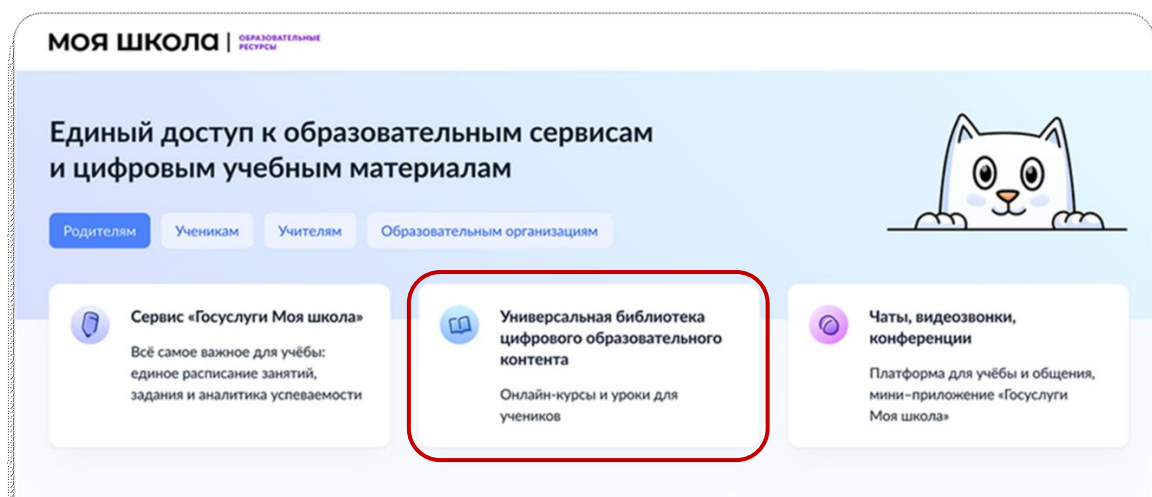 МОЯ ШКОЛА | ОБРАЗОВАТЕЛЬНЫЕ
РЕСУРСЫ
Единый доступ к образовательным сервисам
и цифровым учебным материалам
Родителям Ученикам Учителям Образовательным организациям
Сервис «Госуслуги Моя школа»
Всё самое важное для учёбы:
единое расписание занятий,
задания и аналитика успеваемости
Универсальная библиотека
цифрового образовательного
контента
Онлайн-курсы и уроки для
учеников
Чаты, видеозвонки,
конференции
Платформа для учёбы и общения,
мини-приложение «Госуслуги
Моя школа»